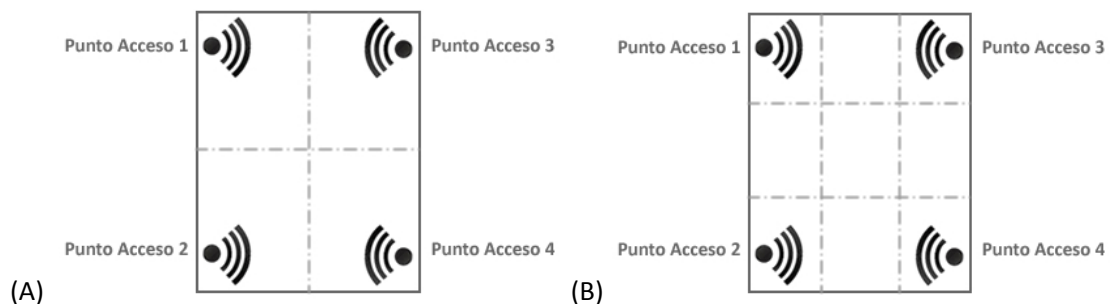 Punto Acceso 1
Punto Acceso 3
Punto Acceso 2
Punto Acceso 4
(A)
Punto Acceso 1
Punto Acceso 3
Punto Acceso 2
Punto Acceso 4
(B)